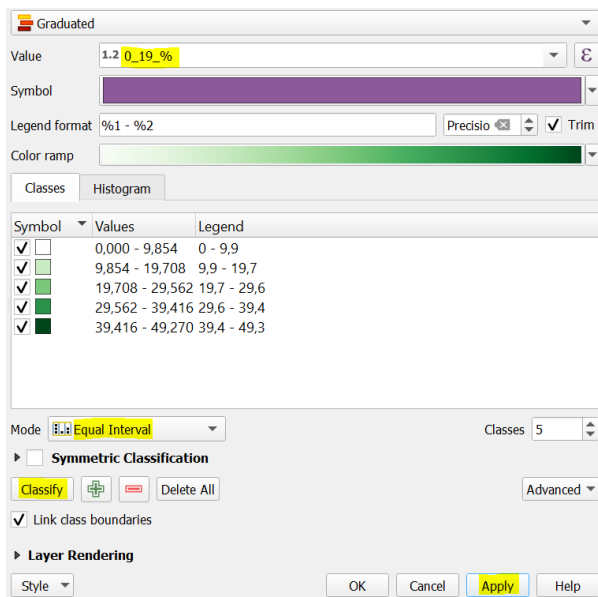 Graduated
Value 1.2 0_19_% ε
Symbol
Legend format %1 - %2 Precisio Trim
Color ramp
Classes Histogram
Symbol Values Legend
0,000 - 9,854 0 - 9,9
9,854 - 19,708 9,9 - 19,7
19,708 - 29,562 19,7 - 29,6
29,562 - 39,416 29,6 - 39,4
39,416 - 49,270 39,4 - 49,3
Mode Equal Interval Classes 5
Symmetric Classification
Classify Delete All Advanced
Link class boundaries
Layer Rendering
Style OK Cancel Apply Help